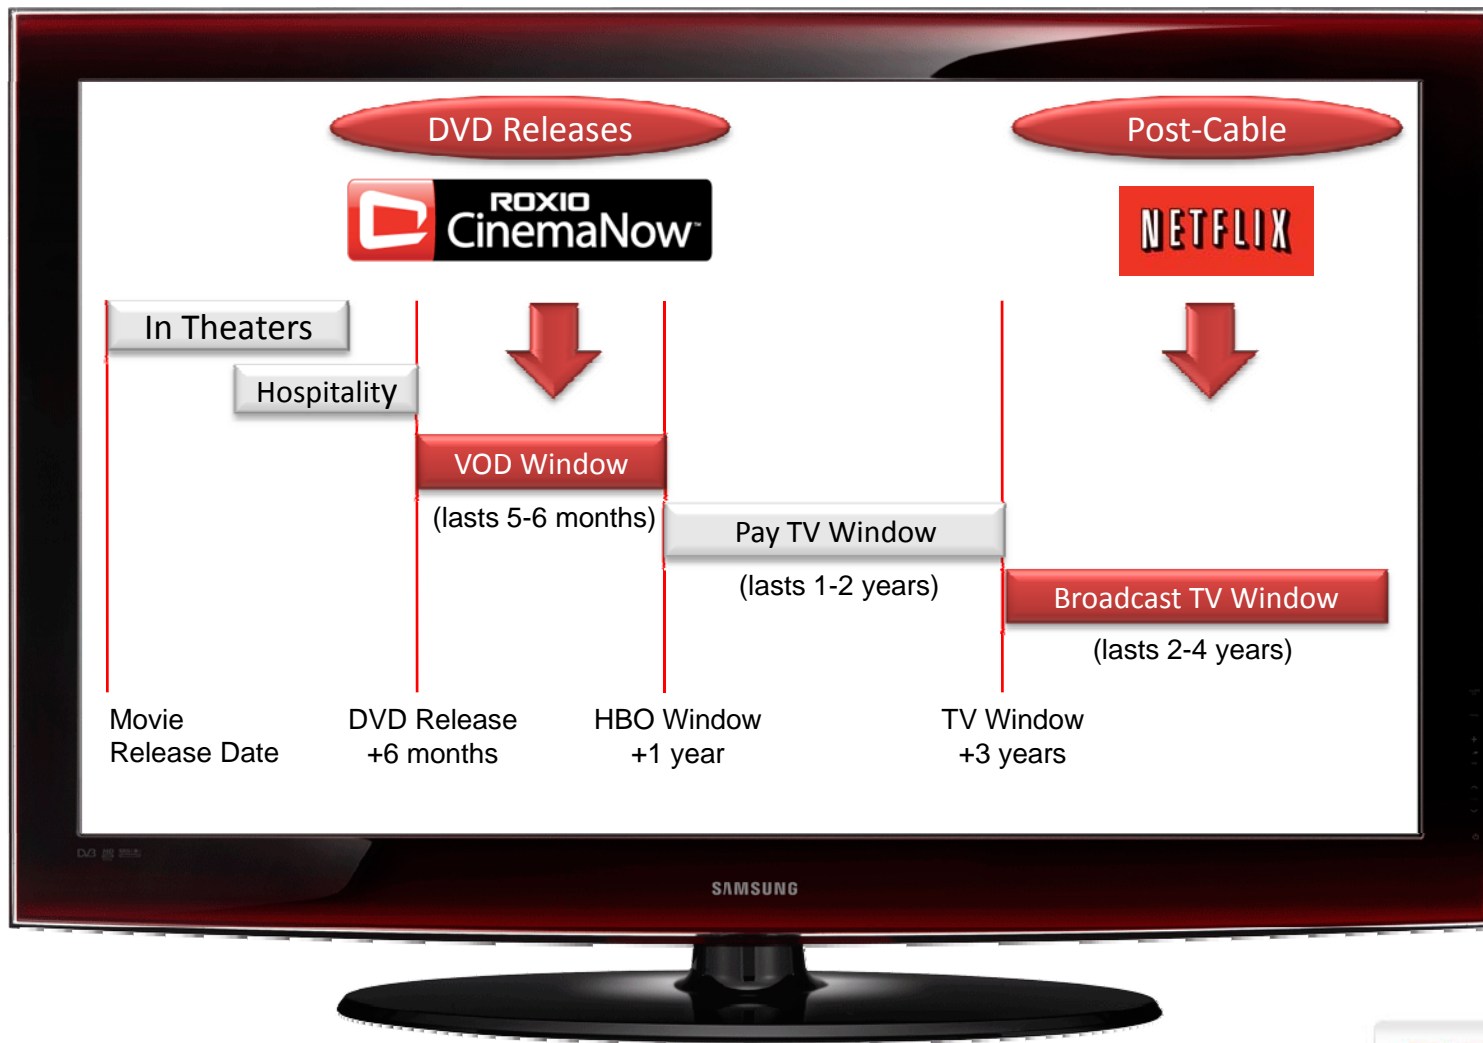 DVD Releases
Post-Cable
ROXIO
CinemaNow™
NETFLIX
In Theaters
Hospitality
VOD Window
(lasts 5-6 months)
Pay TV Window
(lasts 1-2 years)
Broadcast TV Window
(lasts 2-4 years)
Movie
Release Date
DVD Release
+6 months
HBO Window
+1 year
TV Window
+3 years
SAMSUNG